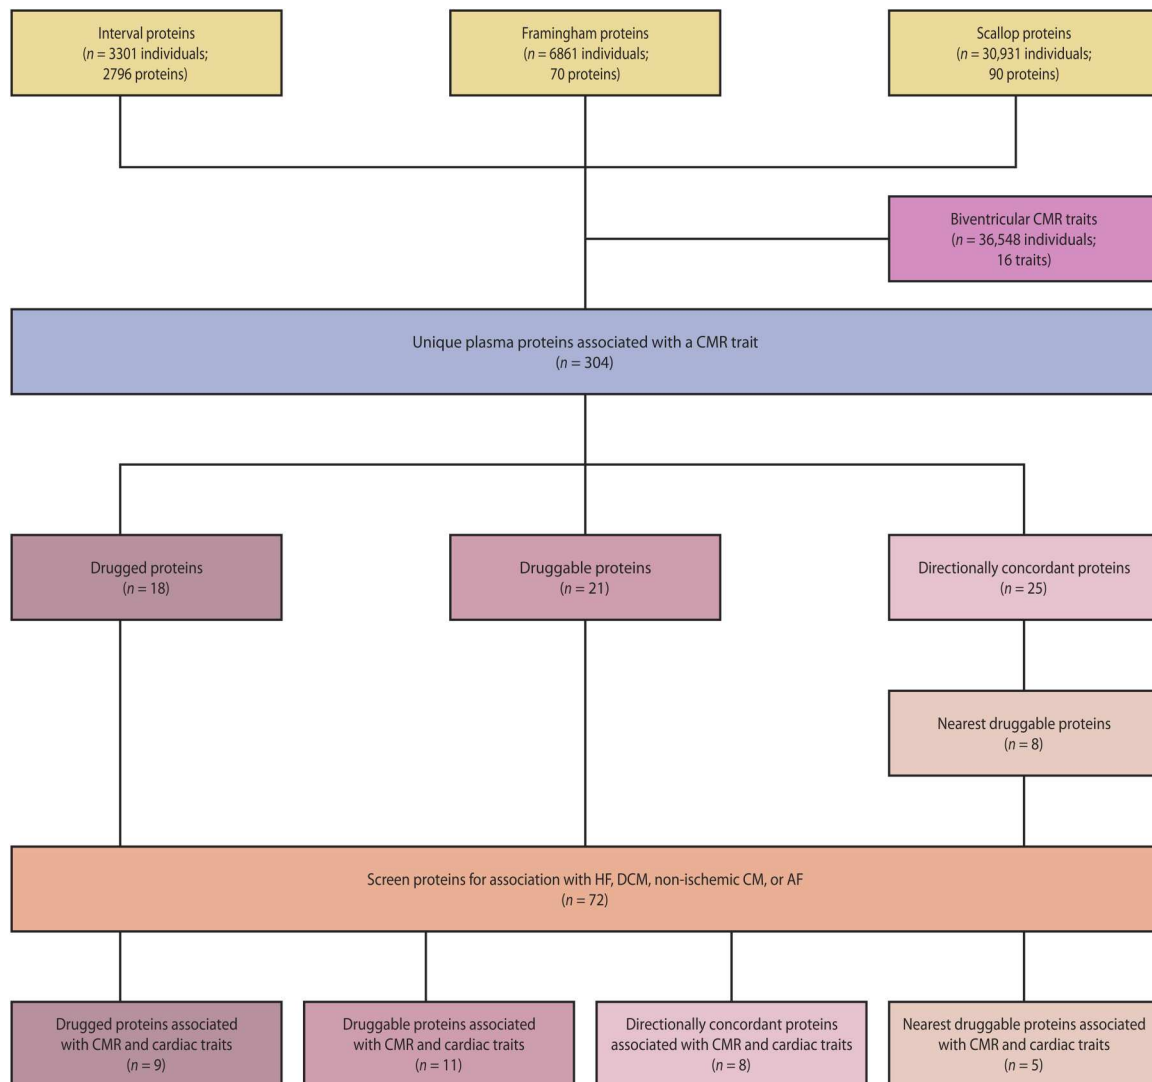 Interval proteins
(n = 3301 individuals;
2796 proteins)
Framingham proteins
(n = 6861 individuals;
70 proteins)
Scallop proteins
(n = 30,931 individuals;
90 proteins)
Biventricular CMR traits
(n = 36,548 individuals;
16 traits)
Unique plasma proteins associated with a CMR trait
(n = 304)
Drugged proteins
(n = 18)
Druggable proteins
(n = 21)
Directionally concordant proteins
(n = 25)
Nearest druggable proteins
(n = 8)
Screen proteins for association with HF, DCM, non-ischemic CM, or AF
(n = 72)
Drugged proteins associated
with CMR and cardiac traits
(n = 9)
Druggable proteins associated
with CMR and cardiac traits
(n = 11)
Directionally concordant proteins
associated with CMR and cardiac traits
(n = 8)
Nearest druggable proteins associated
with CMR and cardiac traits
(n = 5)